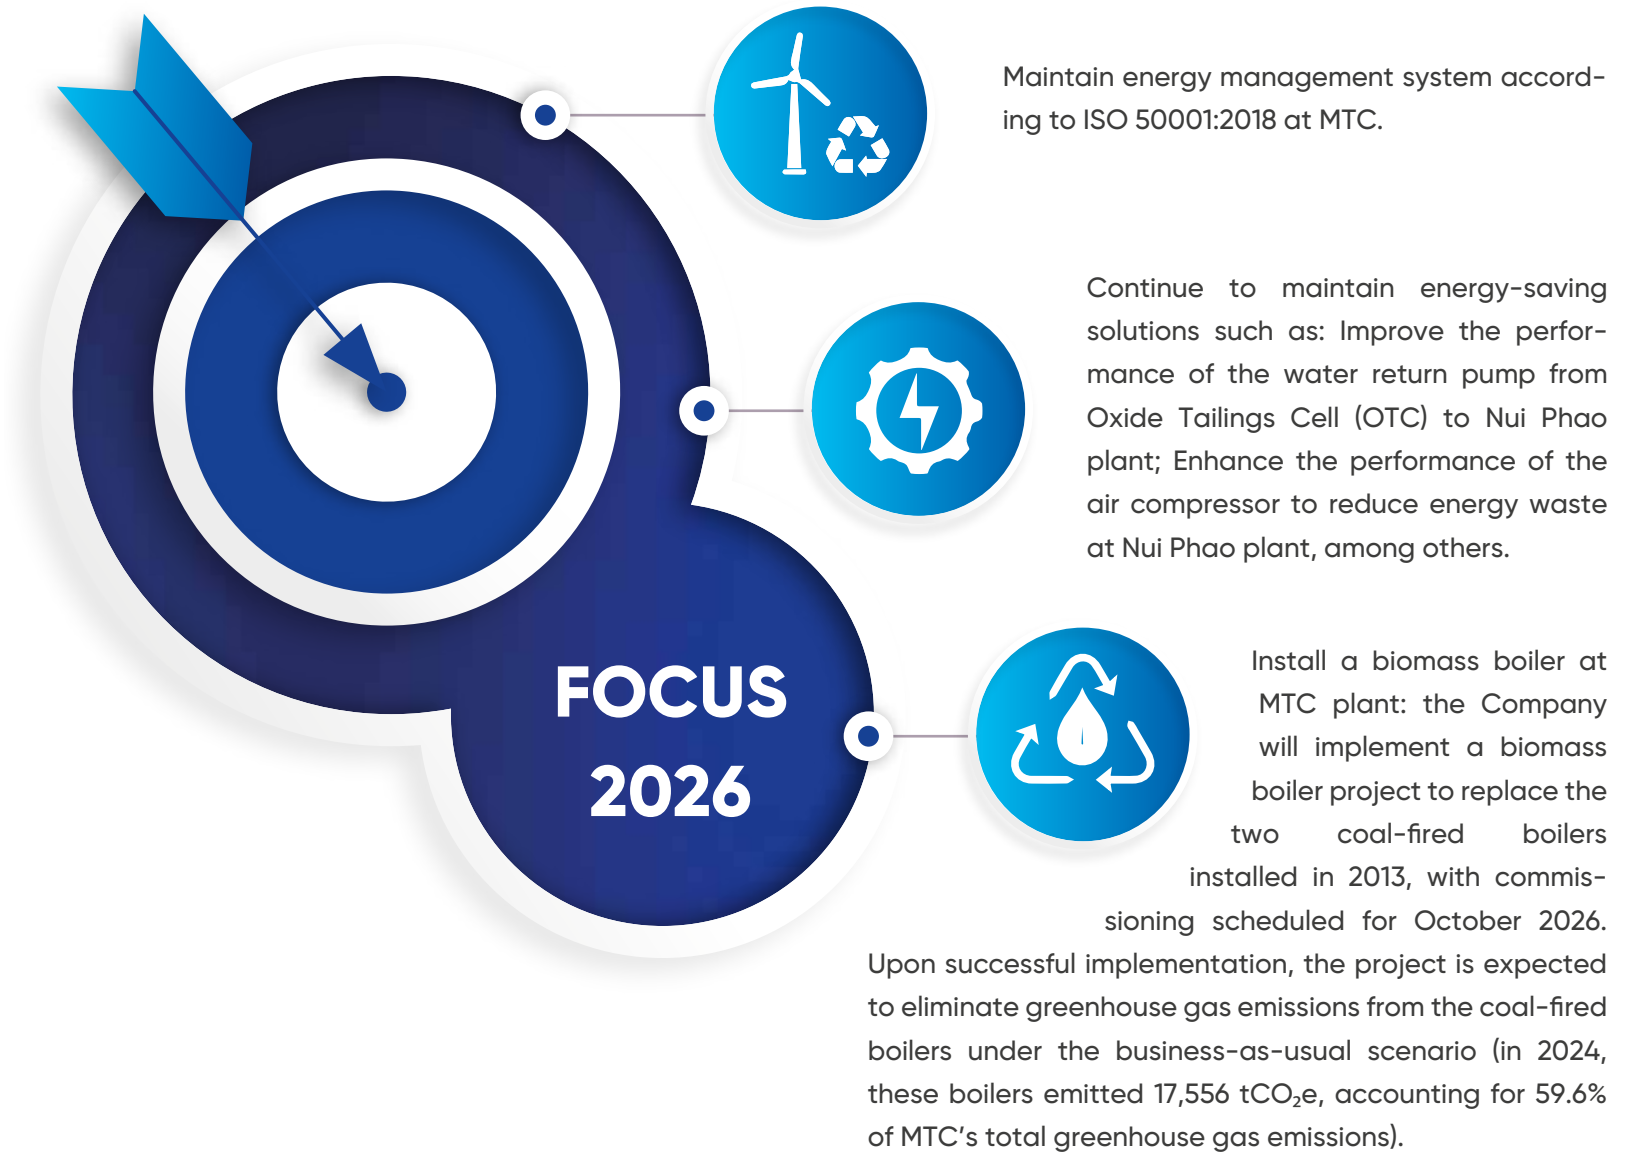 Maintain energy management system accord-
ing to ISO 50001:2018 at MTC.
Continue to maintain energy-saving
solutions such as: Improve the perfor-
mance of the water return pump from
Oxide Tailings Cell (OTC) to Nui Phao
plant; Enhance the performance of the
air compressor to reduce energy waste
at Nui Phao plant, among others.
FOCUS
2026
Install a biomass boiler at
MTC plant: the Company
will implement a biomass
boiler project to replace the
two coal-fired boilers
installed in 2013, with commis-
sioning scheduled for October 2026.
Upon successful implementation, the project is expected
to eliminate greenhouse gas emissions from the coal-fired
boilers under the business-as-usual scenario (in 2024,
these boilers emitted 17,556 tCO₂e, accounting for 59.6%
of MTC’s total greenhouse gas emissions).